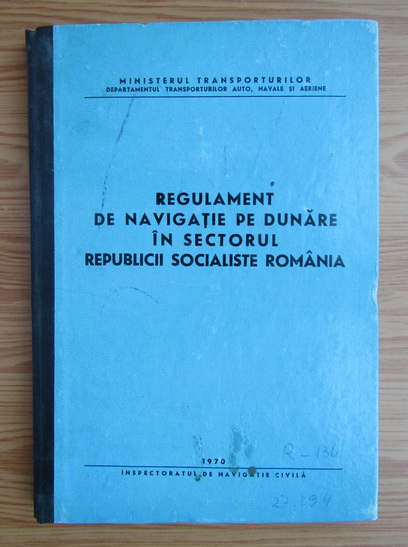 MINISTERUL TRANSPORTURILOR
DEPARTAMENTUL TRANSPORTURILOR AUTO, NAVALE ȘI AERIENE
REGULAMENT
DE NAVIGAȚIE PE DUNĂRE
ÎN SECTORUL
REPUBLICII SOCIALISTE ROMÂNIA
R-136
1970
INSPECTORATUL DE NAVIGAȚIE CIVILĂ